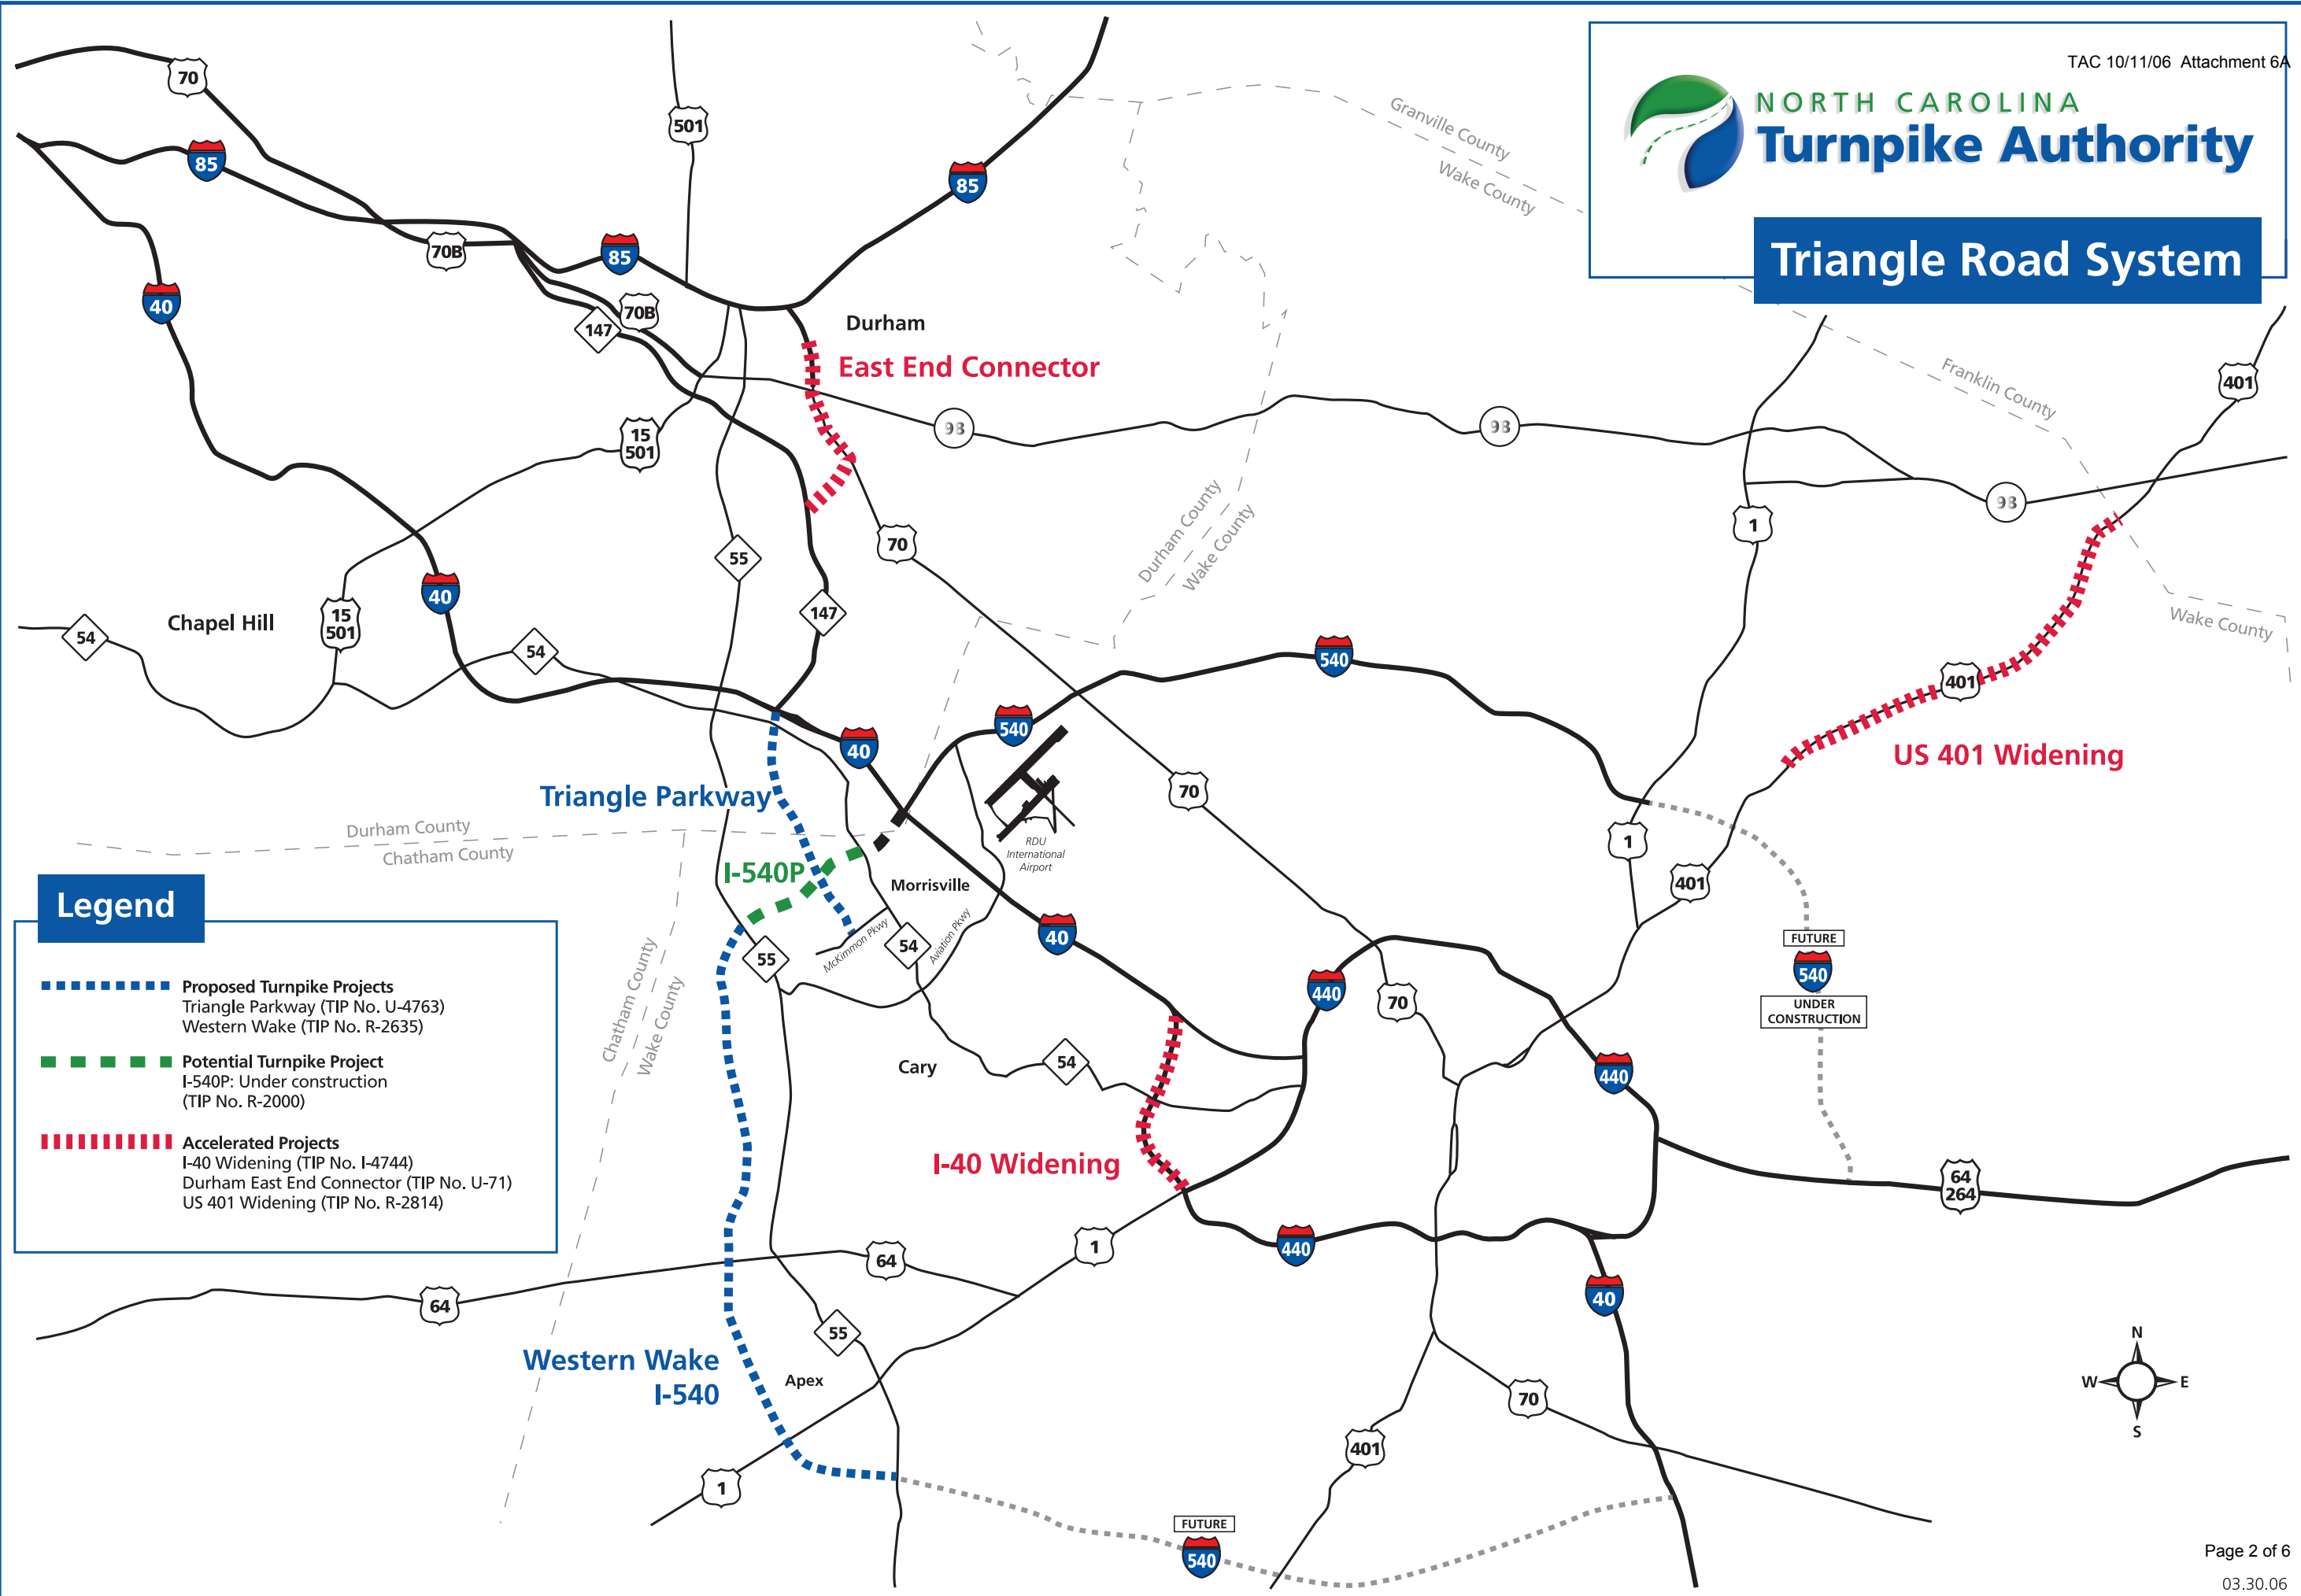 TAC 10/11/06  Attachment 6A
NORTH CAROLINA
Turnpike Authority
Triangle Road System
70
501
85
85
Granville County
Wake County
70B
85
40
70B
147
Durham
East End Connector
Franklin County
401
15
501
98
98
98
1
55
70
Durham County
Wake County
40
147
Chapel Hill
15
501
54
54
Wake County
540
401
540
40
US 401 Widening
Triangle Parkway
70
Durham County
Chatham County
RDU
International
Airport
1
I-540P
Morrisville
401
McKimmon Pkwy
Aviation Pkwy
54
55
40
FUTURE
540
UNDER
CONSTRUCTION
440
70
Chatham County
Wake County
Legend
Proposed Turnpike Projects
Triangle Parkway (TIP No. U-4763)
Western Wake (TIP No. R-2635)
Potential Turnpike Project
I-540P: Under construction
(TIP No. R-2000)
Accelerated Projects
I-40 Widening (TIP No. I-4744)
Durham East End Connector (TIP No. U-71)
US 401 Widening (TIP No. R-2814)
Cary
54
440
I-40 Widening
64
264
1
440
64
64
40
55
Western Wake
I-540
Apex
70
N
W
E
S
401
1
FUTURE
540
Page 2 of 6
03.30.06